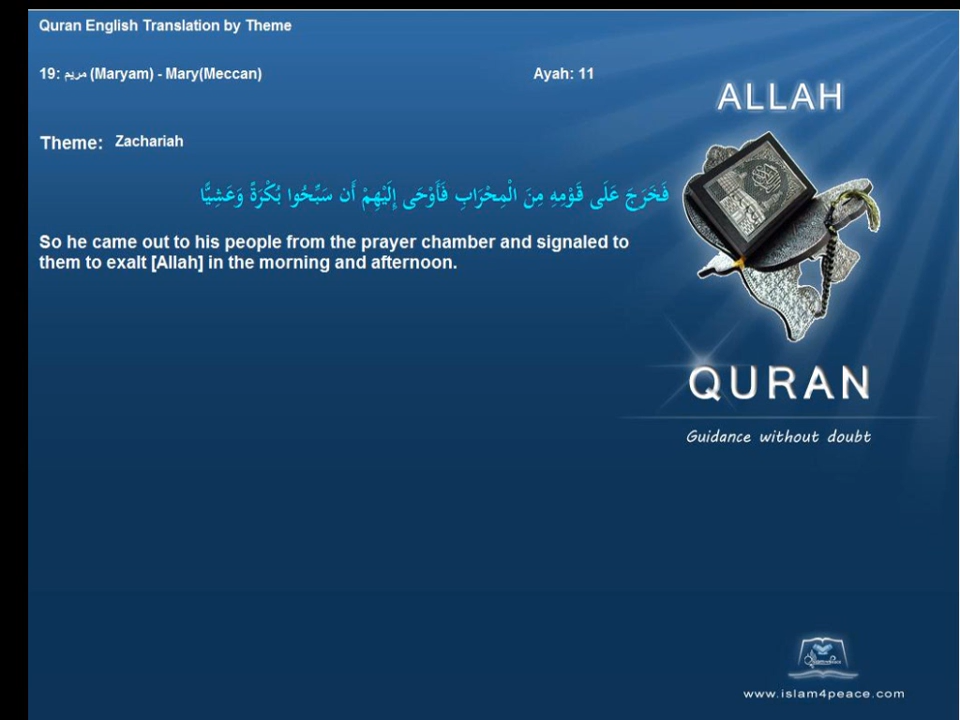 Quran English Translation by Theme
19: مريم (Maryam) - Mary(Meccan)
Ayah: 11
Theme: Zachariah
فَخَرَجَ عَلَى قَوْمِهِ مِنَ الْمِحْرَابِ فَأَوْحَى إِلَيْهِمْ أَن سَبِّحُوا بُكْرَةً وَعَشِيًّا
So he came out to his people from the prayer chamber and signaled to
them to exalt [Allah] in the morning and afternoon.
ALLAH
QURAN
Guidance without doubt
www.islam4peace.com